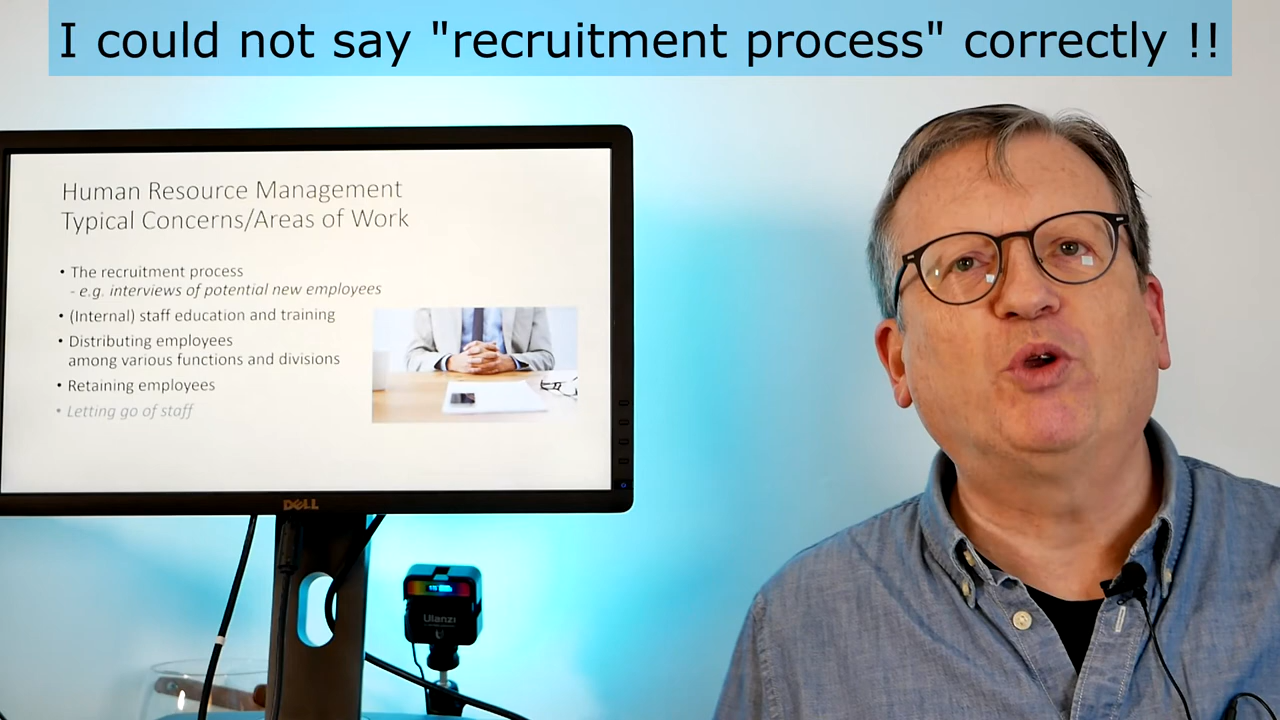 I could not say "recruitment process" correctly !!
Human Resource Management
Typical Concerns/Areas of Work
• The recruitment process
- e.g. interviews of potential new employees
• (Internal) staff education and training
• Distributing employees
among various functions and divisions
• Retaining employees
• Letting go of staff
DELL
Ulanzi